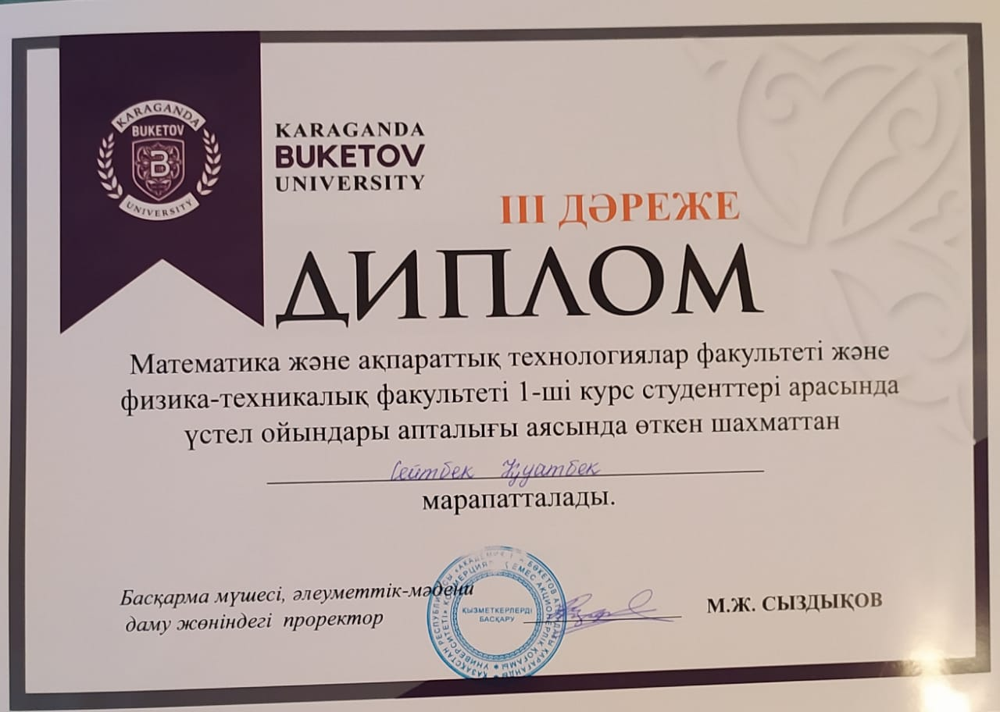 KARAGANDA
BUKETOV
B
UNIVERSITY
KARAGANDA
BUKETOV
UNIVERSITY
III ДӘРЕЖЕ
ДИПЛОМ
Математика және ақпараттық технологиялар факультеті және
физика-техникалық факультеті 1-ші курс студенттері арасында
үстел ойындары апталығы аясында өткен шахматтан
Сейтбек Қуатбек
марапатталады.
Басқарма мүшесі, әлеуметтік-мәдени
даму жөніндегі проректор
ҚЫЗМЕТКЕРЛЕРДІ
БАСҚАРУ
М.Ж. СЫЗДЫҚОВ